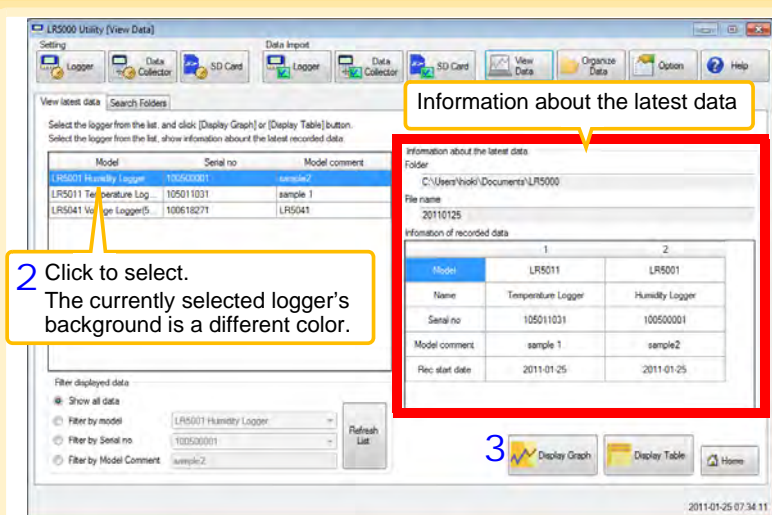 LR5000 Utility [View Data]
Setting
Data Import
Logger
Data Collector
SD Card
Logger
Data Collector
SD Card
View Data
Organize Data
Option
Help
View latest data
Search Folders
Information about the latest data
Select the logger from the list. and click [Display Graph] or [Display Table] button.
Select the logger from the list, show infomation abount the latest recorded data.
Model Serial no Model comment
LR5001 Humidity Logger 100500001 sample2
LR5011 Temperature Log... 105011031 sample 1
LR5041 Voltage Logger(5... 100618271 LR5041
Information about the latest data
Folder
C:\Users\hioki\Documents\LR5000
File name
20110125
Infomation of recorded data
1 2
Model LR5011 LR5001
Name Temperature Logger Humidity Logger
Serial no 105011031 100500001
Model comment sample 1 sample2
Rec start date 2011-01-25 2011-01-25
2 Click to select.
The currently selected logger's
background is a different color.
Filter displayed data
Show all data
Filter by model LR5001 Humidity Logger
Filter by Serial no 100500001
Filter by Model Comment sample2
Refresh List
3
Display Graph
Display Table
Home
2011-01-25 07:34:11